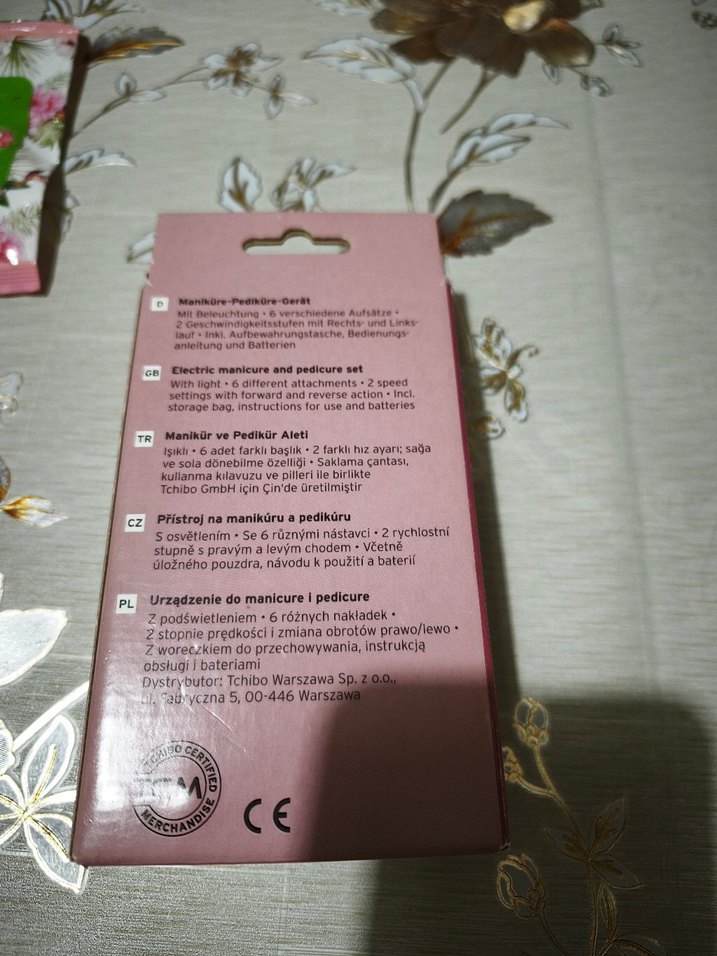 D Maniküre-Pediküre-Gerät
Mit Beleuchtung • 6 verschiedene Aufsätze •
2 Geschwindigkeitsstufen mit Rechts- und Links-
lauf • Inkl. Aufbewahrungstasche, Bedienungs-
anleitung und Batterien
GB Electric manicure and pedicure set
With light • 6 different attachments • 2 speed
settings with forward and reverse action • Incl.
storage bag, instructions for use and batteries
TR Manikür ve Pedikür Aleti
Işıklı • 6 adet farklı başlık • 2 farklı hız ayarı; sağa
ve sola dönebilme özelliği • Saklama çantası,
kullanma kılavuzu ve pilleri ile birlikte
Tchibo GmbH için Çin'de üretilmiştir
CZ Přístroj na manikúru a pedikúru
S osvětlením • Se 6 různými nástavci • 2 rychlostní
stupně s pravým a levým chodem • Včetně
úložného pouzdra, návodu k použití a baterií
PL Urządzenie do manicure i pedicure
Z podświetleniem • 6 różnych nakładek •
2 stopnie prędkości i zmiana obrotów prawo/lewo •
Z woreczkiem do przechowywania, instrukcją
obsługi i bateriami
Dystrybutor: Tchibo Warszawa Sp. z o.o.,
ul. Fabryczna 5, 00-446 Warszawa
TCHIBO CERTIFIED
TCM
MERCHANDISE
CE